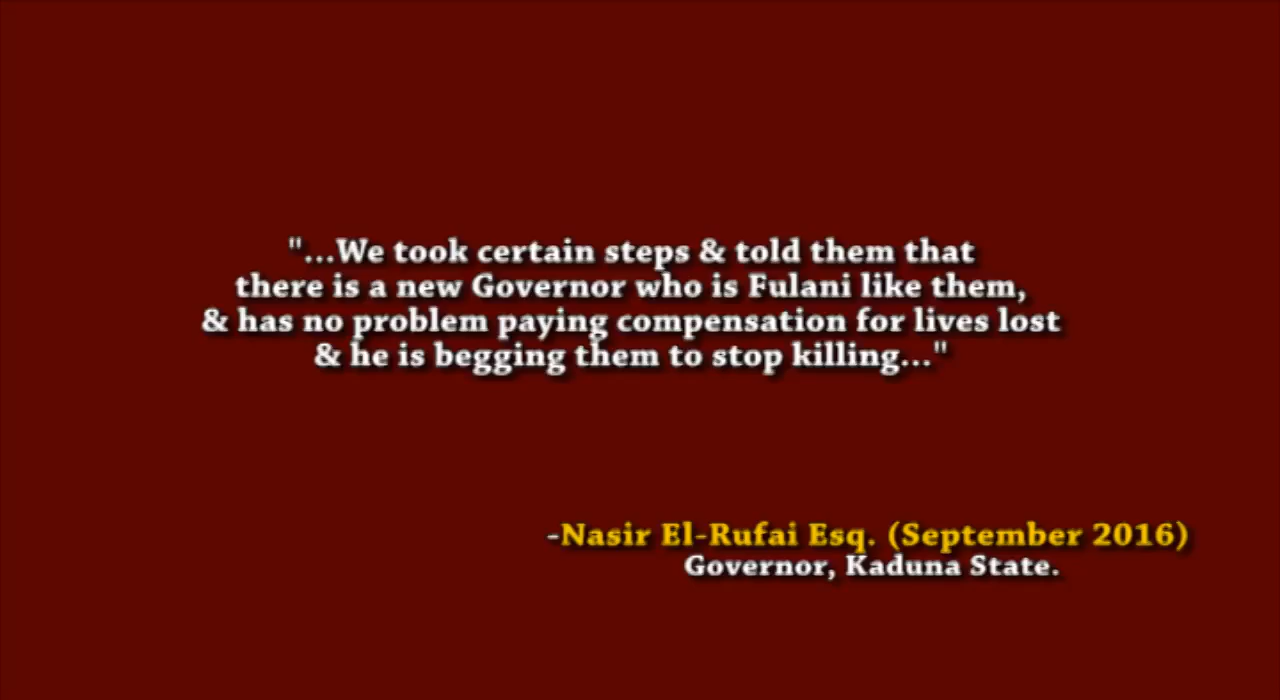 "...We took certain steps & told them that
there is a new Governor who is Fulani like them,
& has no problem paying compensation for lives lost
& he is begging them to stop killing..."
-Nasir El-Rufai Esq. (September 2016)
Governor, Kaduna State.